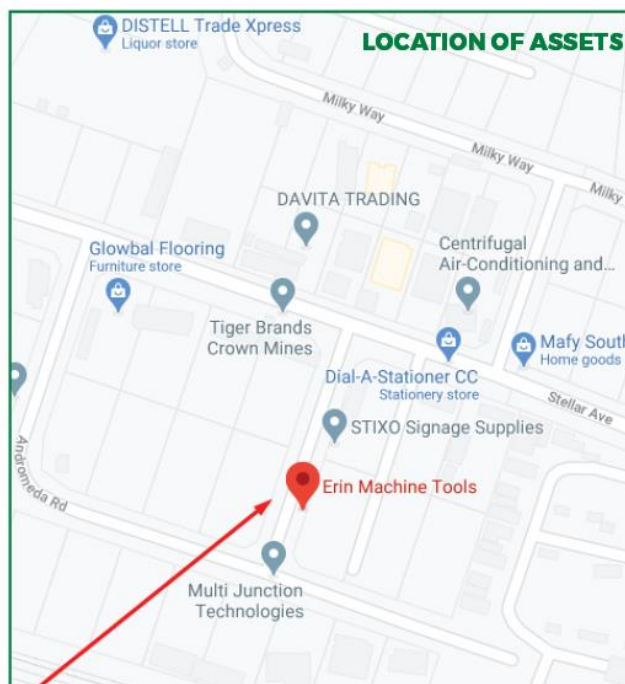 DISTELL Trade Xpress
Liquor store
LOCATION OF ASSETS
Milky Way
Milky Way
Milky
DAVITA TRADING
Glowbal Flooring
Furniture store
Centrifugal
Air-Conditioning and...
Tiger Brands
Crown Mines
Mafy South
Home goods
Dial-A-Stationer CC
Stationery store
Stellar Ave
STIXO Signage Supplies
Andromeda Rd
Erin Machine Tools
Multi Junction
Technologies